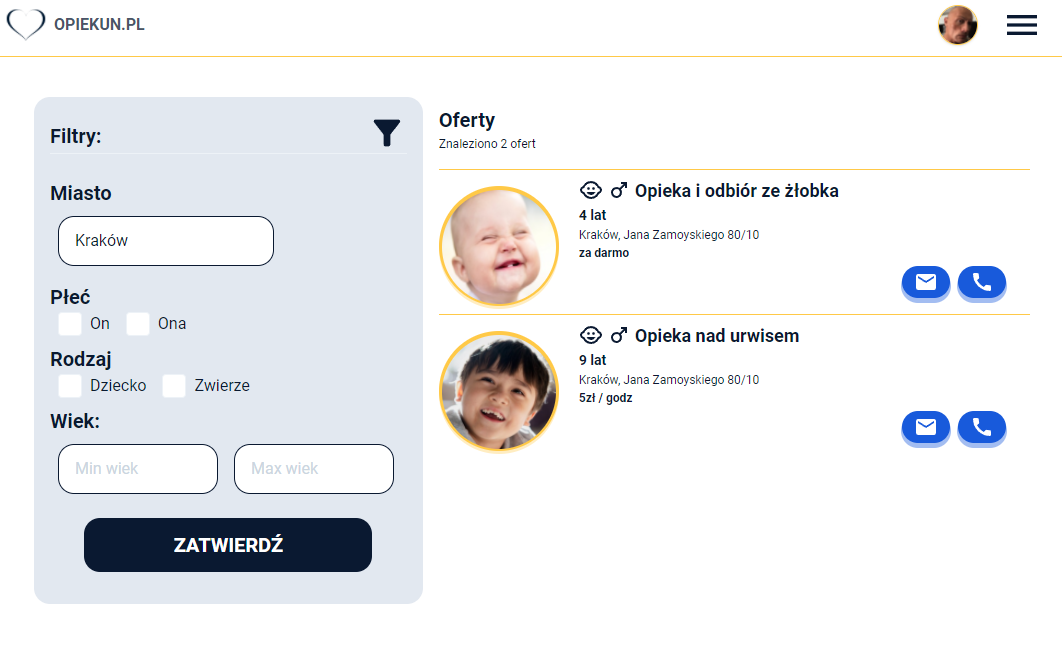 OPIEKUN.PL
Filtry:
Miasto
Kraków
Płeć
On Ona
Rodzaj
Dziecko Zwierze
Wiek:
Min wiek Max wiek
ZATWIERDŹ
Oferty
Znaleziono 2 ofert
Opieka i odbiór ze żłobka
4 lat
Kraków, Jana Zamoyskiego 80/10
za darmo
Opieka nad urwisem
9 lat
Kraków, Jana Zamoyskiego 80/10
5zł / godz